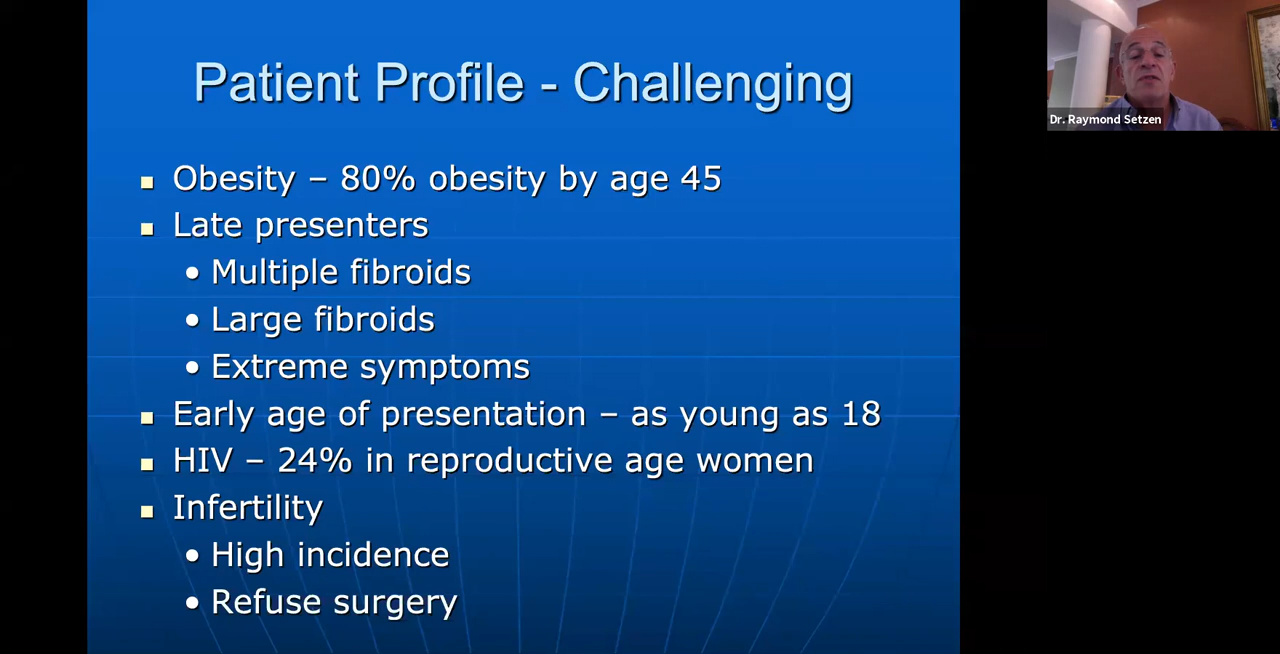 Patient Profile - Challenging
Dr. Raymond Setzen
▪ Obesity – 80% obesity by age 45
▪ Late presenters
• Multiple fibroids
• Large fibroids
• Extreme symptoms
▪ Early age of presentation – as young as 18
▪ HIV – 24% in reproductive age women
▪ Infertility
• High incidence
• Refuse surgery